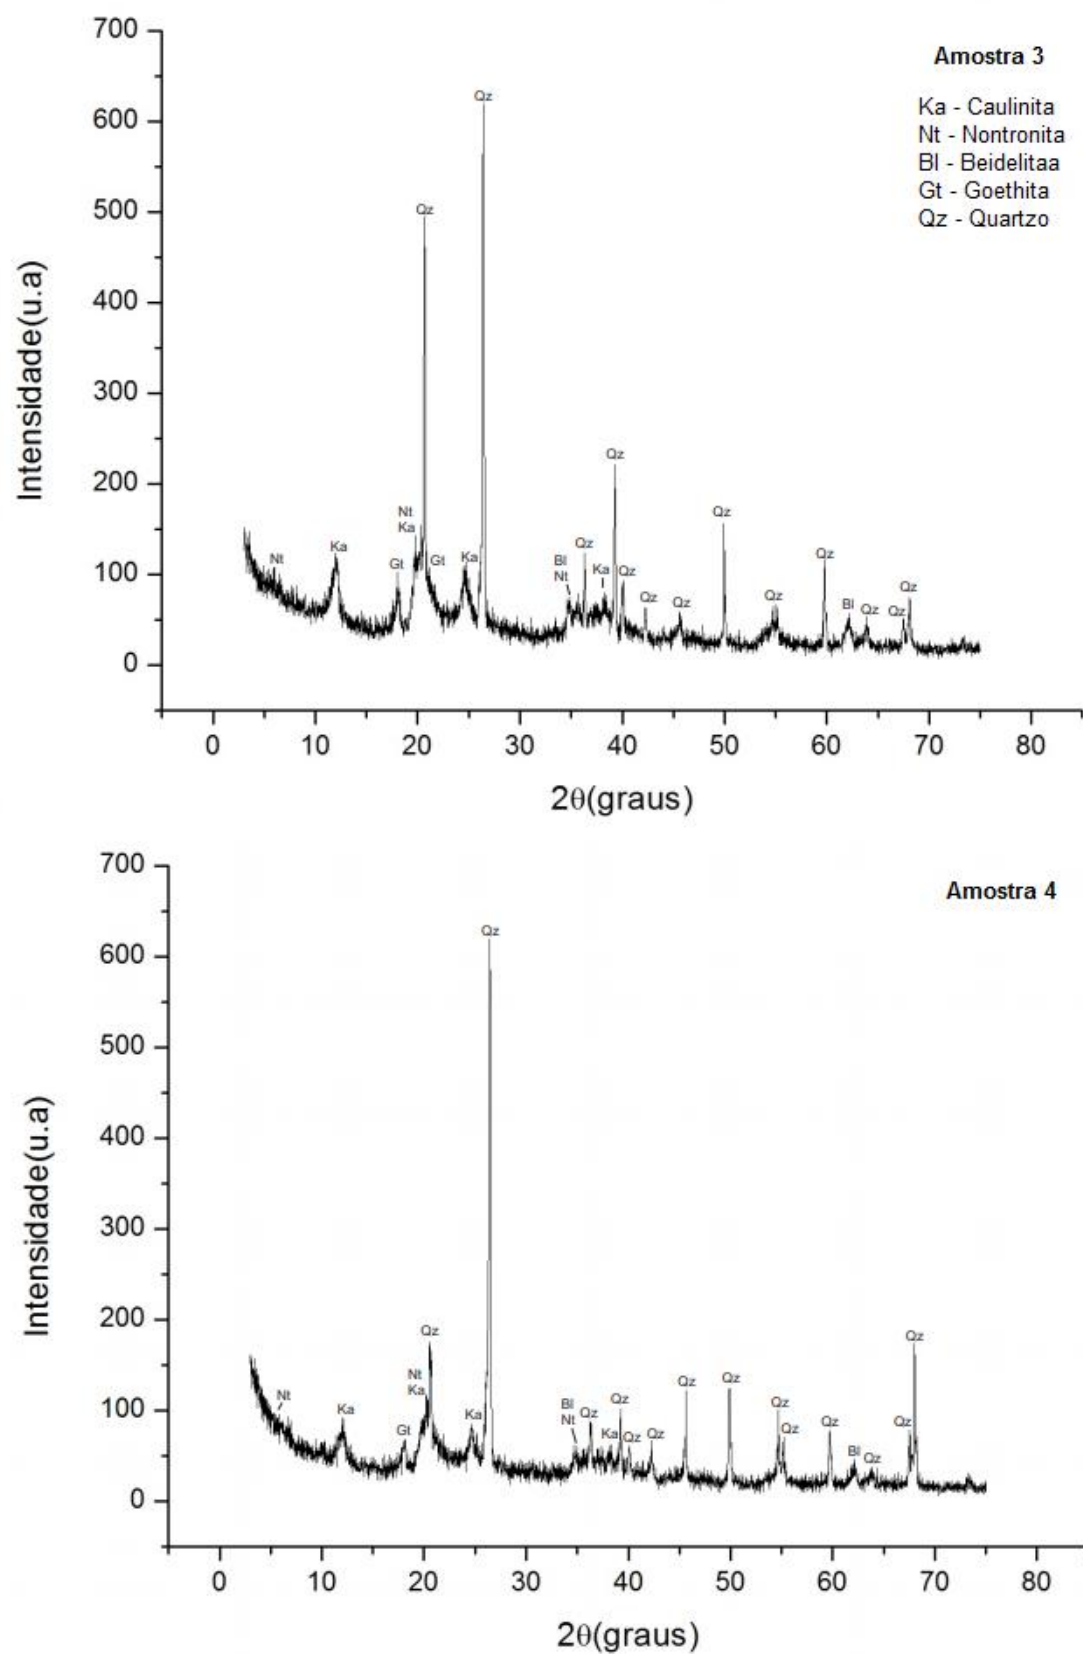 700
600
500
400
300
200
100
0
Intensidade(u.a)
Amostra 3
Ka - Caulinita
Nt - Nontronita
Bl - Beidelitaa
Gt - Goethita
Qz - Quartzo
Qz
Qz
Nt
Ka
Nt
Ka
Gt
Gt
Ka
Bl
Nt
Qz
Ka
Qz
Qz
Qz
Qz
Qz
Qz
Qz
Bl
Qz
Qz
Qz
0 10 20 30 40 50 60 70 80
2θ(graus)
700
600
500
400
300
200
100
0
Intensidade(u.a)
Amostra 4
Qz
Qz
Nt
Ka
Nt
Ka
Gt
Ka
Bl
Nt
Qz
Ka
Qz
Qz
Qz
Qz
Qz
Qz
Qz
Qz
Bl
Qz
Qz
Qz
0 10 20 30 40 50 60 70 80
2θ(graus)